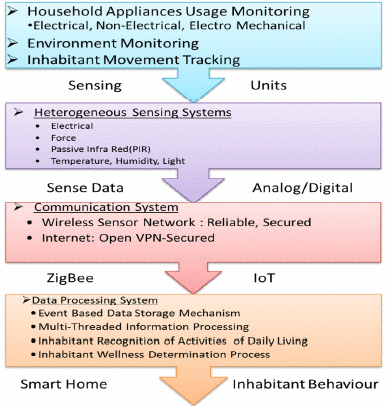 ➢ Household Appliances Usage Monitoring
•Electrical, Non-Electrical, Electro Mechanical
➢ Environment Monitoring
➢ Inhabitant Movement Tracking
Sensing Units
➢ Heterogeneous Sensing Systems
• Electrical
• Force
• Passive Infra Red(PIR)
• Temperature, Humidity, Light
Sense Data Analog/Digital
➢ Communication System
• Wireless Sensor Network : Reliable, Secured
• Internet: Open VPN-Secured
ZigBee IoT
➢Data Processing System
•Event Based Data Storage Mechanism
•Multi-Threaded Information Processing
•Inhabitant Recognition of Activities of Daily Living
•Inhabitant Wellness Determination Process
Smart Home Inhabitant Behaviour